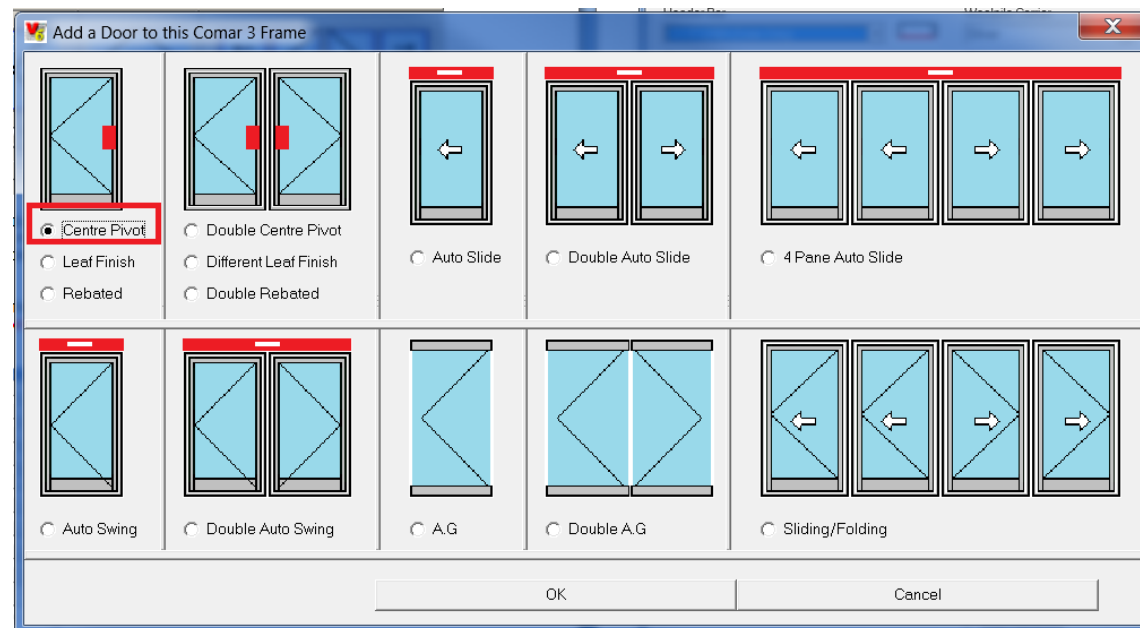 Add a Door to this Comar 3 Frame
X
Centre Pivot
Double Centre Pivot
Leaf Finish
Different Leaf Finish
Auto Slide
Double Auto Slide
4 Pane Auto Slide
Rebated
Double Rebated
Auto Swing
Double Auto Swing
A.G
Double A.G
Sliding/Folding
OK
Cancel